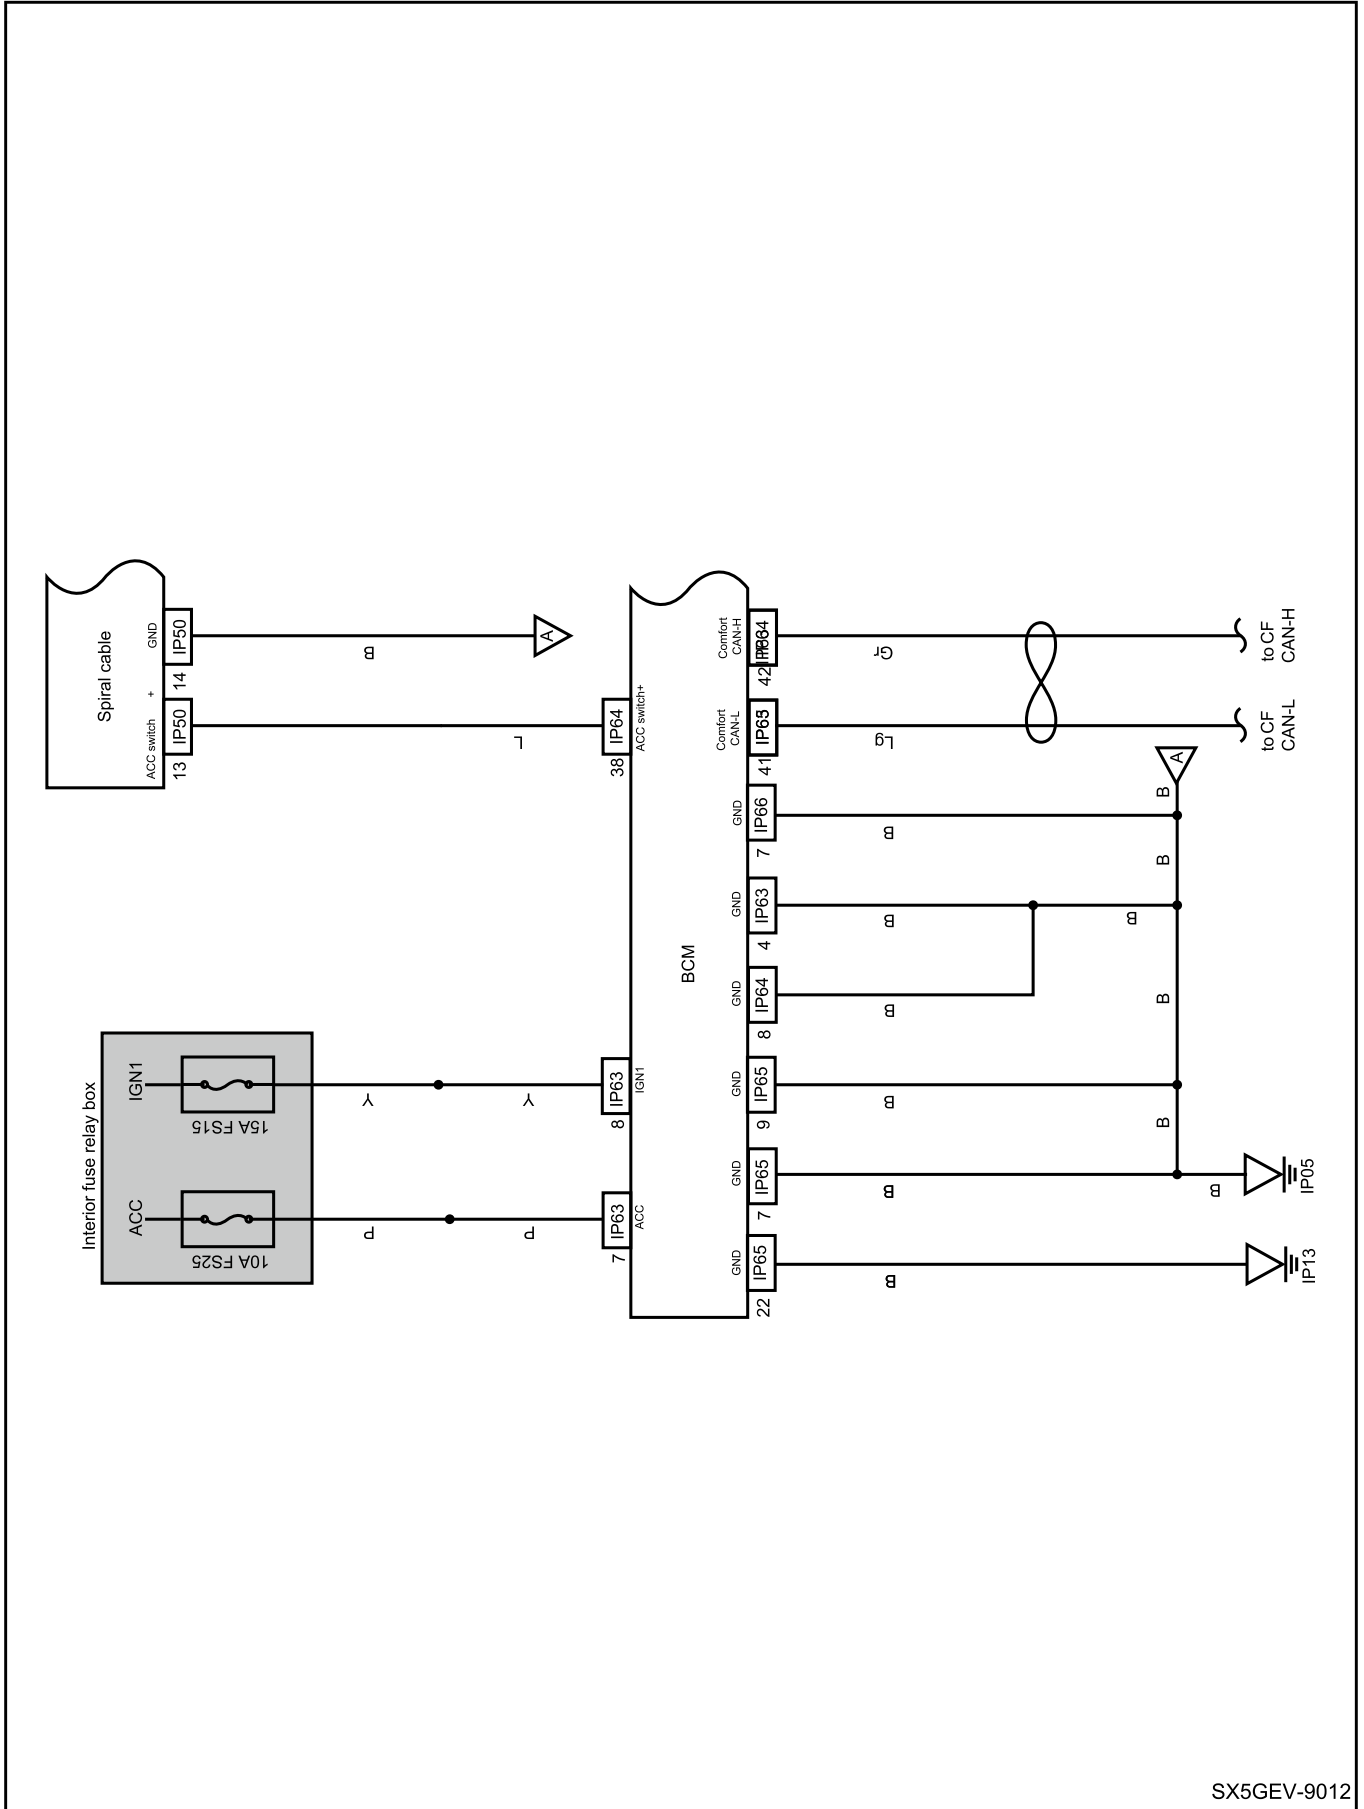 Interior fuse relay box
ACC
10A FS25
IGN1
15A FS15
P
P
Y
Y
Spiral cable
ACC switch +
GND
13
IP50
14
IP50
L
B
A
7
IP63
ACC
8
IP63
IGN1
38
IP64
ACC switch+
BCM
GND
22
IP65
GND
7
IP65
GND
9
IP65
GND
8
IP64
GND
4
IP63
GND
7
IP66
Comfort
CAN-L
41
Comfort
CAN-H
42
B
B
B
B
B
B
Lg
Gr
B
B
B
B
B
B
A
IP13
IP05
to CF
CAN-L
to CF
CAN-H
SX5GEV-9012